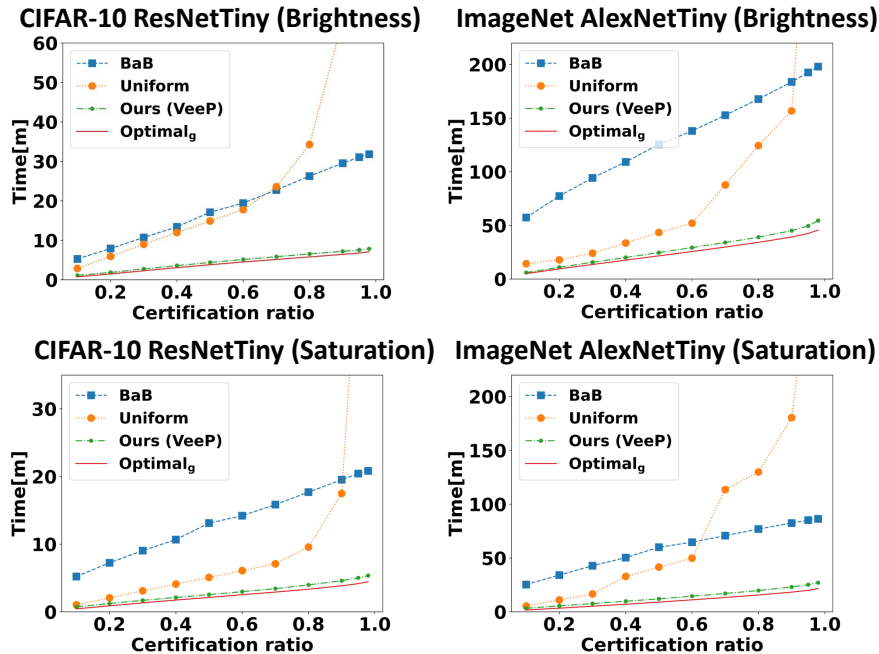 CIFAR-10 ResNetTiny (Brightness)
60
50
40
30
20
10
0
Time[m]
BaB
Uniform
Ours (VeeP)
Optimal_g
0.2 0.4 0.6 0.8 1.0
Certification ratio
ImageNet AlexNetTiny (Brightness)
200
150
100
50
0
Time[m]
BaB
Uniform
Ours (VeeP)
Optimal_g
0.2 0.4 0.6 0.8 1.0
Certification ratio
CIFAR-10 ResNetTiny (Saturation)
30
20
10
0
Time[m]
BaB
Uniform
Ours (VeeP)
Optimal_g
0.2 0.4 0.6 0.8 1.0
Certification ratio
ImageNet AlexNetTiny (Saturation)
200
150
100
50
0
Time[m]
BaB
Uniform
Ours (VeeP)
Optimal_g
0.2 0.4 0.6 0.8 1.0
Certification ratio